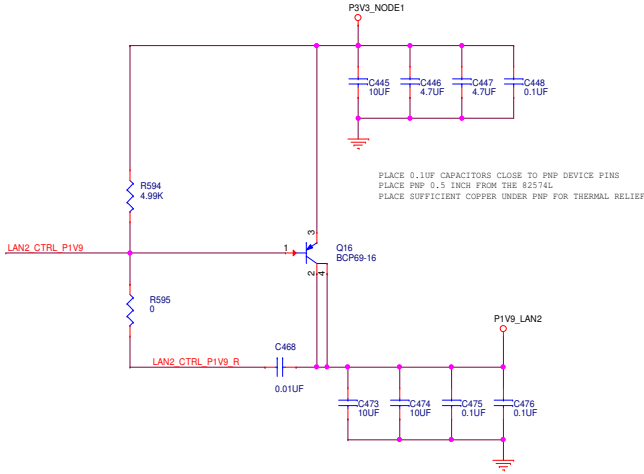 P3V3_NODE1
C445
10UF
C446
4.7UF
C447
4.7UF
C448
0.1UF
PLACE 0.1UF CAPACITORS CLOSE TO PNP DEVICE PINS
PLACE PNP 0.5 INCH FROM THE 82574L
PLACE SUFFICIENT COPPER UNDER PNP FOR THERMAL RELIEF
R594
4.99K
LAN2_CTRL_P1V9
3
1
2
4
Q16
BCP69-16
R595
0
LAN2_CTRL_P1V9_R
C468
0.01UF
P1V9_LAN2
C473
10UF
C474
10UF
C475
0.1UF
C476
0.1UF